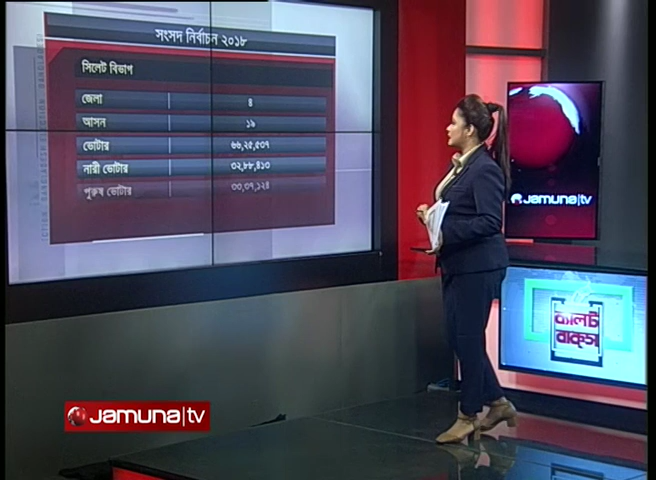 সংসদ নির্বাচন ২০১৮
সিলেট বিভাগ
জেলা ৪
আসন ১৯
ভোটার ৬৬,২৫,৫৩৭
নারী ভোটার ৩২,৮৮,৪১৩
পুরুষ ভোটার ৩৩,৩৭,১২৪
JAMUNA|tv
ব্যালট
বাক্স
JAMUNA|tv